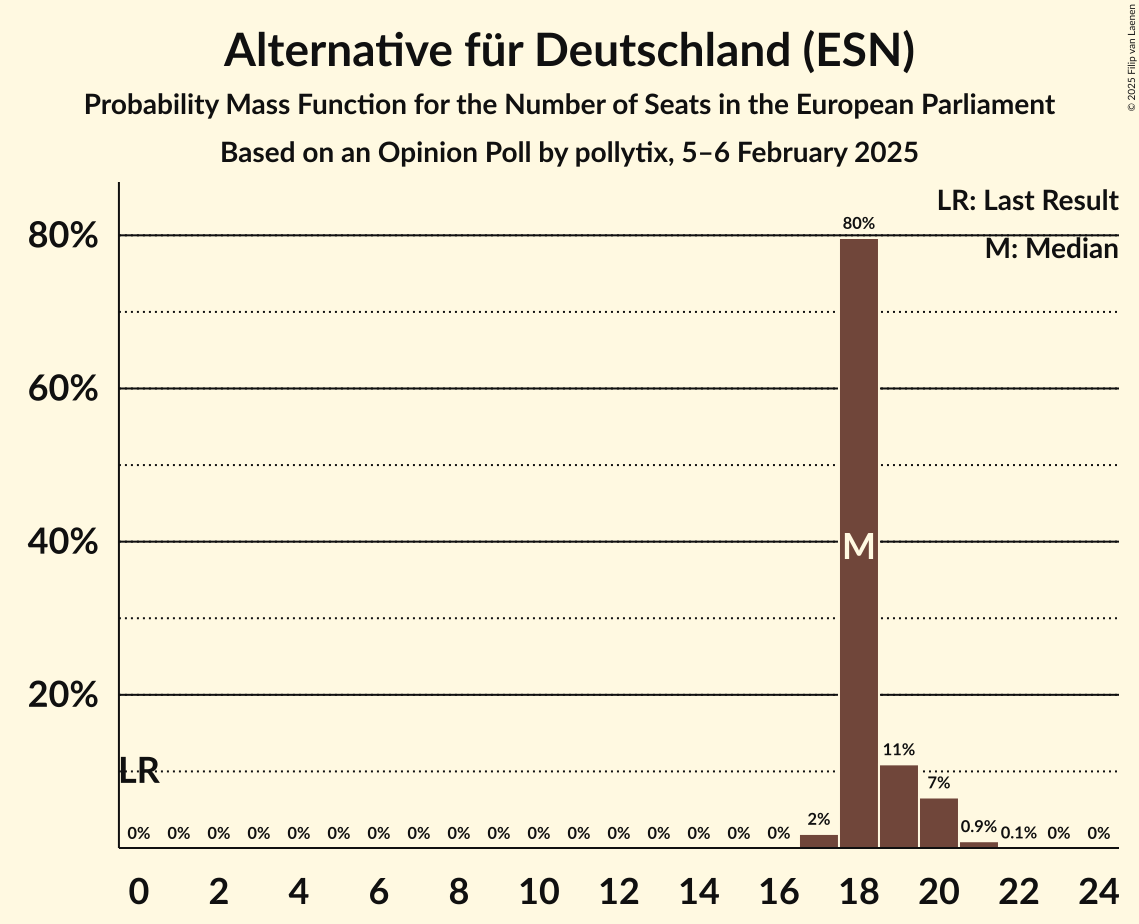 Alternative für Deutschland (ESN)
Probability Mass Function for the Number of Seats in the European Parliament
Based on an Opinion Poll by pollytix, 5–6 February 2025
© 2025 Filip van Laenen
LR: Last Result
M: Median
80%
60%
40%
20%
80%
M
LR
11%
7%
0% 0% 0% 0% 0% 0% 0% 0% 0% 0% 0% 0% 0% 0% 0% 0% 0% 2% 0.9% 0.1% 0% 0%
0 2 4 6 8 10 12 14 16 18 20 22 24